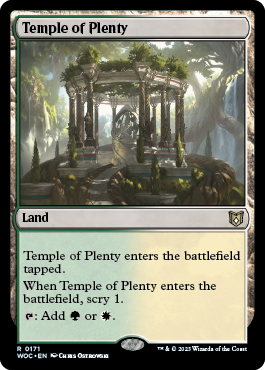 Temple of Plenty
Land
Temple of Plenty enters the battlefield
tapped.
When Temple of Plenty enters the
battlefield, scry 1.
: Add or .
R 0171
WOC • EN Chris Ostrowski
™ & © 2023 Wizards of the Coast